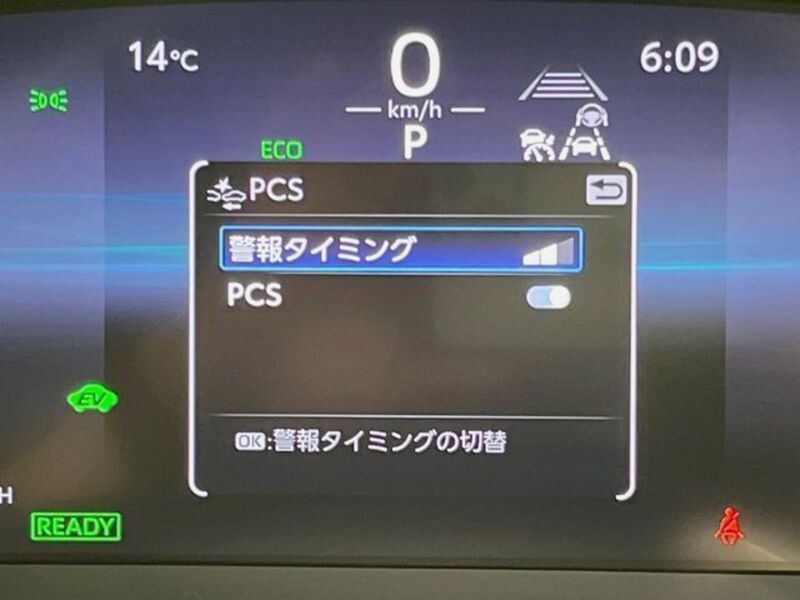 14℃
0
km/h
P
6:09
ECO
PCS
警報タイミング
PCS
OK:警報タイミングの切替
EV
H
READY